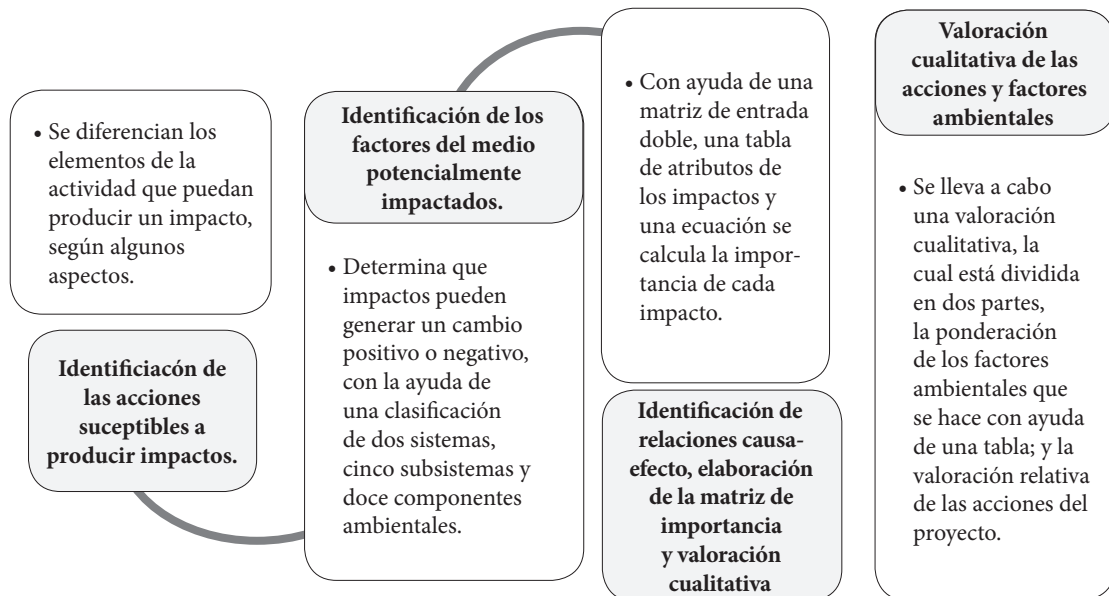 • Se diferencian los
elementos de la
actividad que puedan
producir un impacto,
según algunos
aspectos.
Identificiacón de
las acciones
suceptibles a
producir impactos.
Identificación de los
factores del medio
potencialmente
impactados.
• Determina que
impactos pueden
generar un cambio
positivo o negativo,
con la ayuda de
una clasificación
de dos sistemas,
cinco subsistemas y
doce componentes
ambientales.
• Con ayuda de una
matriz de entrada
doble, una tabla
de atributos de
los impactos y
una ecuación se
calcula la impor-
tancia de cada
impacto.
Identificación de
relaciones causa-
efecto, elaboración
de la matriz de
importancia
y valoración
cualitativa
Valoración
cualitativa de las
acciones y factores
ambientales
• Se lleva a cabo
una valoración
cualitativa, la
cual está dividida
en dos partes,
la ponderación
de los factores
ambientales que
se hace con ayuda
de una tabla; y la
valoración relativa
de las acciones del
proyecto.